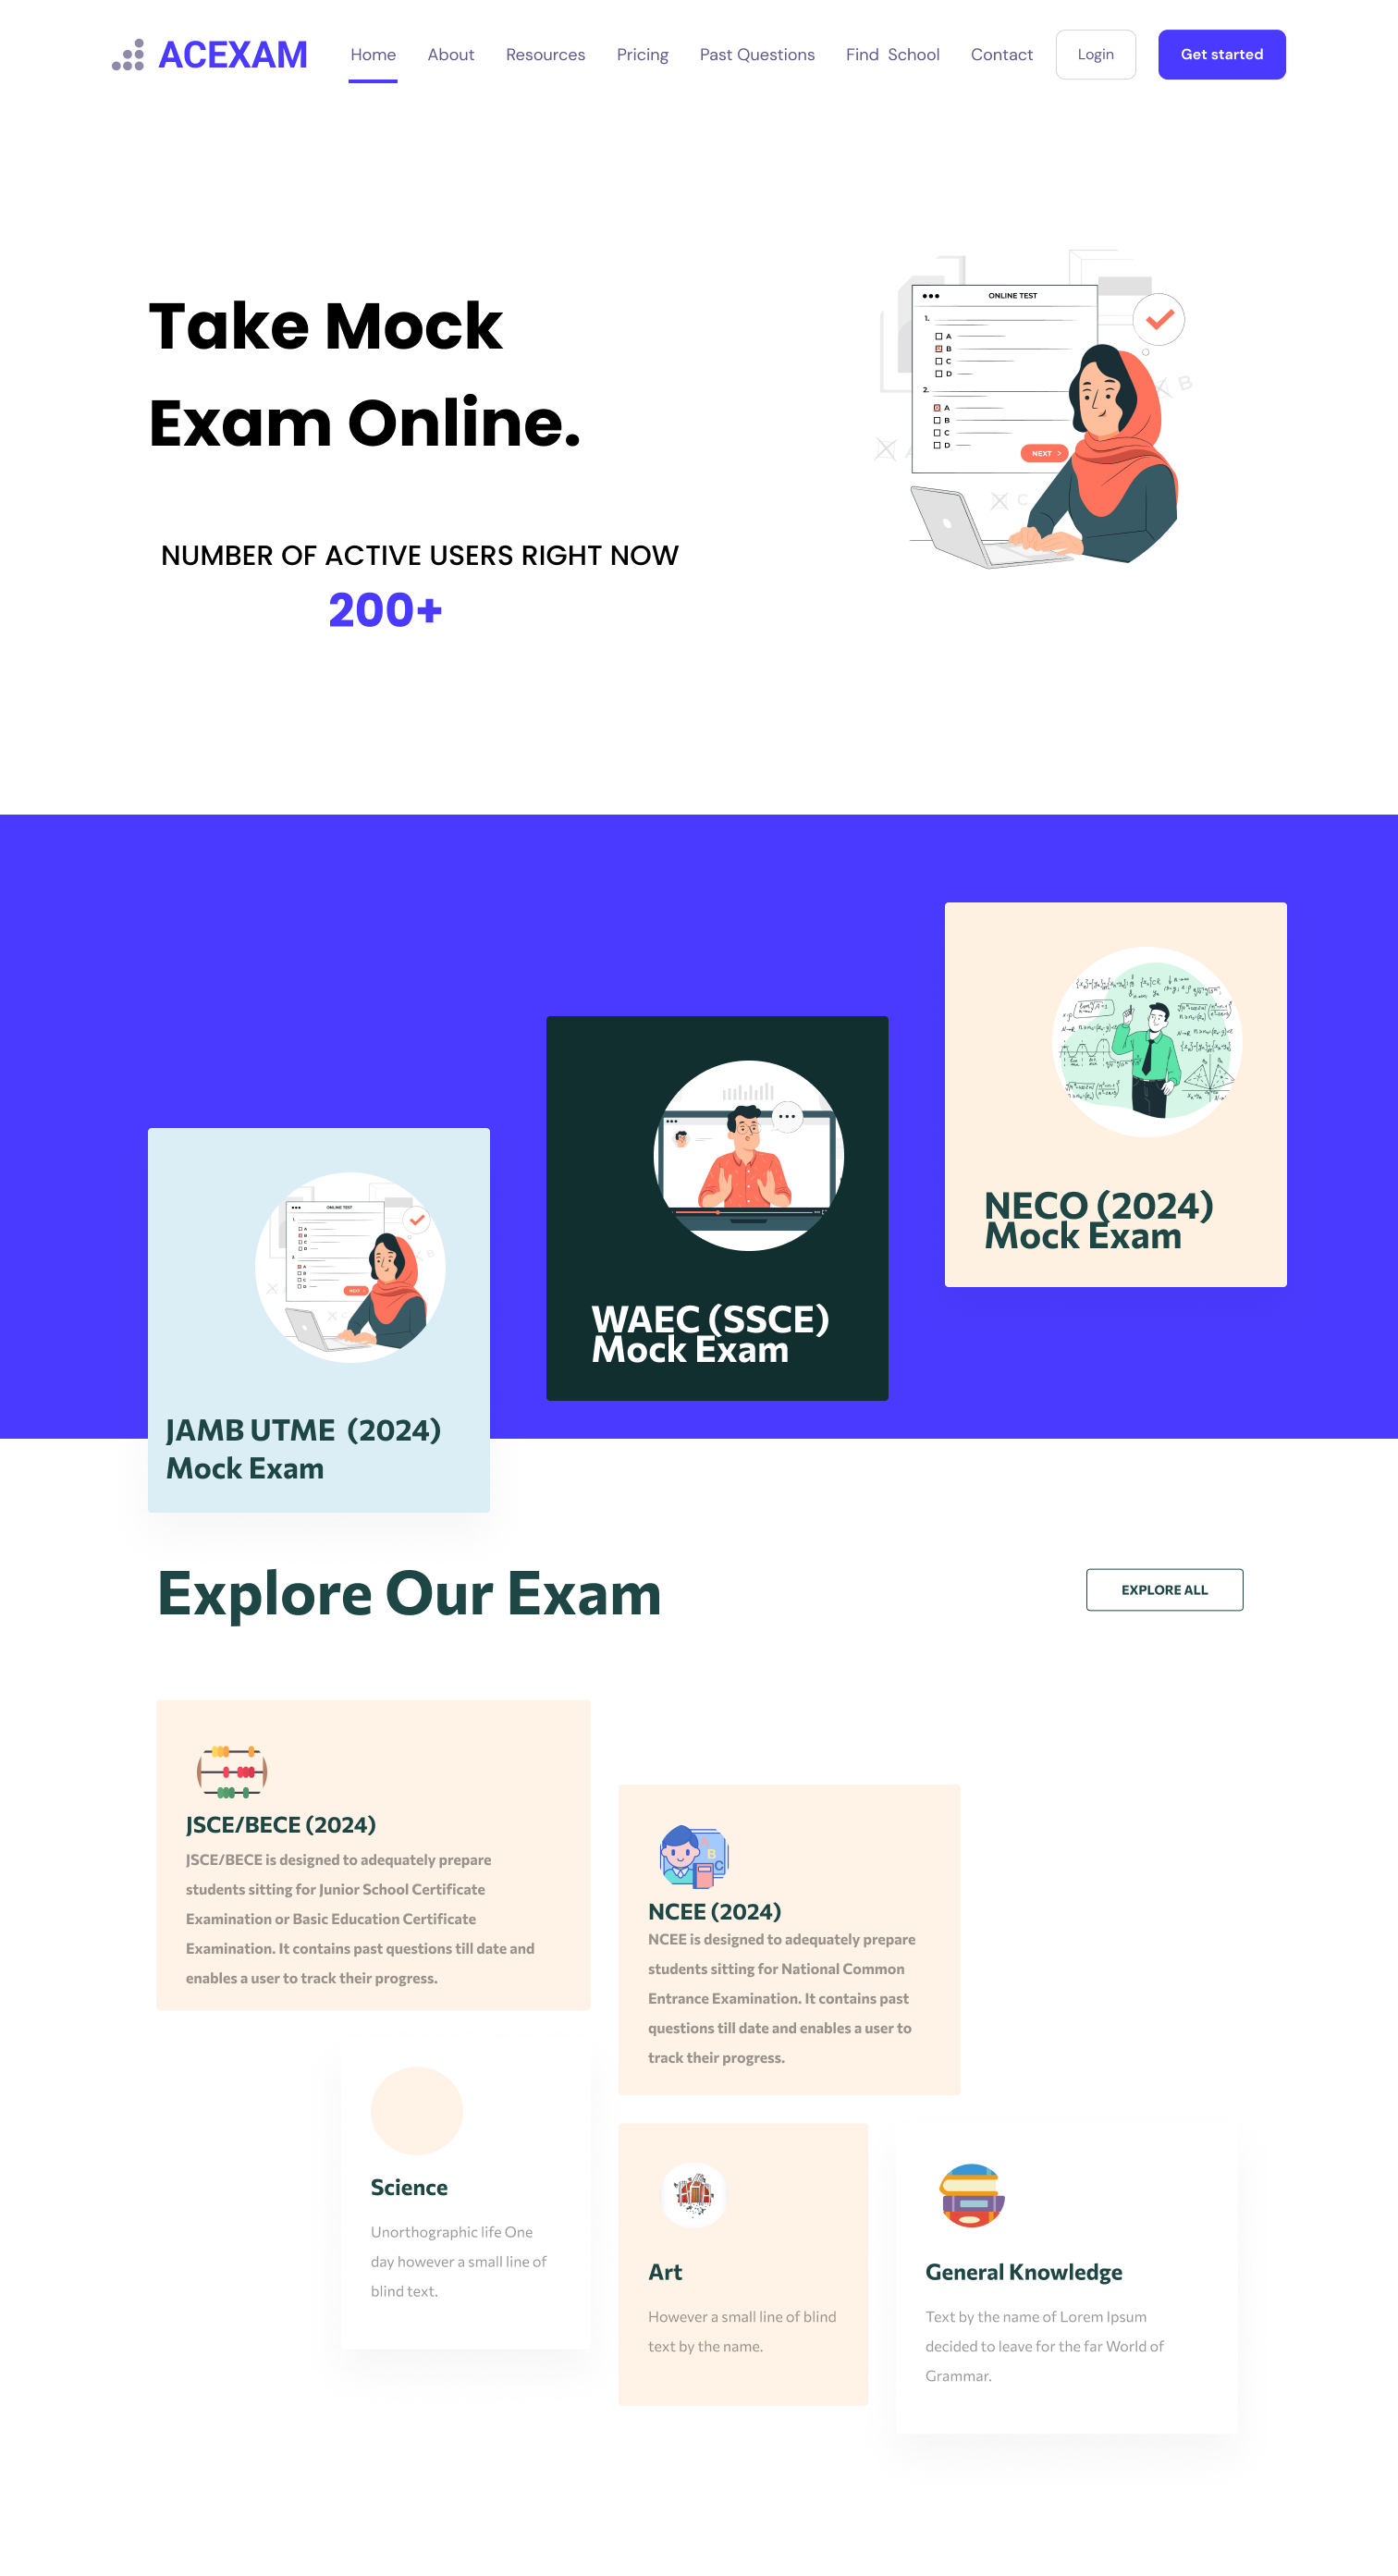 ACEXAM
Home About Resources Pricing Past Questions Find School Contact Login Get started
Take Mock
Exam Online.
ONLINE TEST
1.
A
B
C
D
2.
A
B
C
D
NEXT >
B
C
NUMBER OF ACTIVE USERS RIGHT NOW
200+
NECO (2024)
Mock Exam
WAEC (SSCE)
Mock Exam
ONLINE TEST
1.
A
B
C
D
2.
A
B
C
D
NEXT >
JAMB UTME (2024)
Mock Exam
Explore Our Exam
EXPLORE ALL
JSCE/BECE (2024)
JSCE/BECE is designed to adequately prepare
students sitting for Junior School Certificate
Examination or Basic Education Certificate
Examination. It contains past questions till date and
enables a user to track their progress.
A
B
C
NCEE (2024)
NCEE is designed to adequately prepare
students sitting for National Common
Entrance Examination. It contains past
questions till date and enables a user to
track their progress.
Science
Unorthographic life One
day however a small line of
blind text.
Art
However a small line of blind
text by the name.
General Knowledge
Text by the name of Lorem Ipsum
decided to leave for the far World of
Grammar.